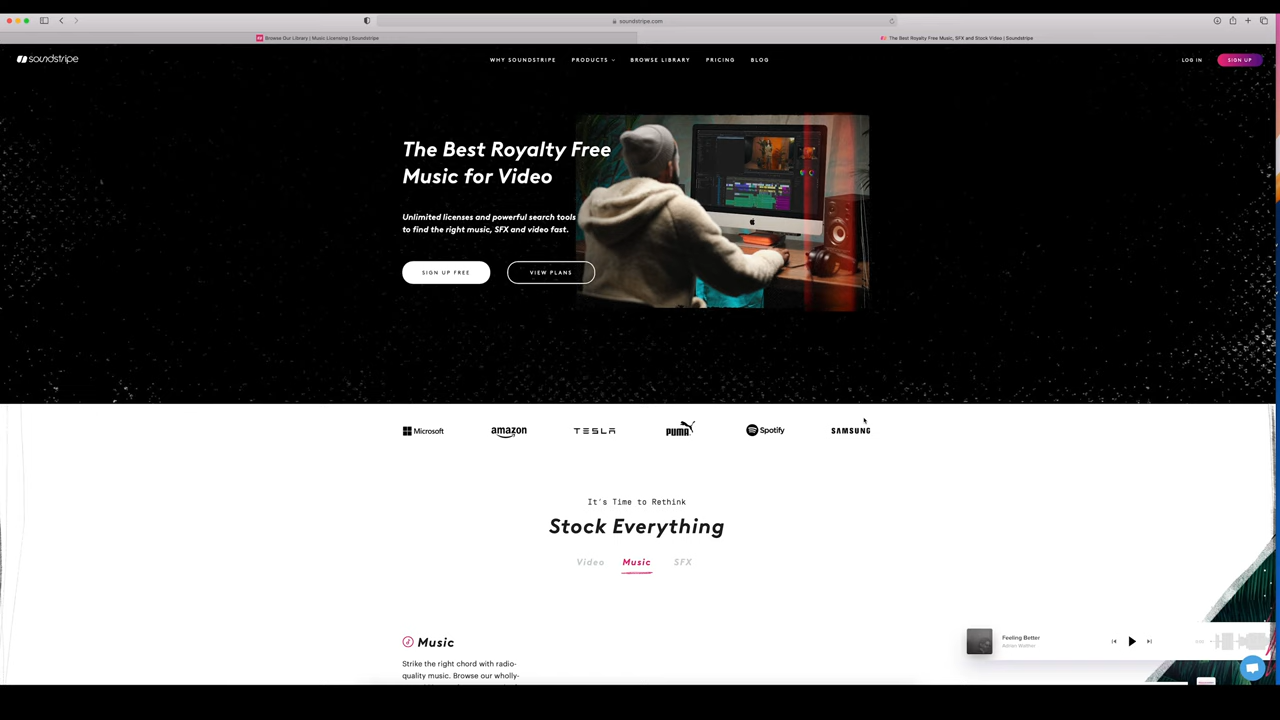 soundstripe.com
Browse Our Library | Music Licensing | Soundstripe
The Best Royalty Free Music, SFX and Stock Video | Soundstripe
soundstripe
WHY SOUNDSTRIPE
PRODUCTS
BROWSE LIBRARY
PRICING
BLOG
LOG IN
SIGN UP
The Best Royalty Free
Music for Video
Unlimited licenses and powerful search tools
to find the right music, SFX and video fast.
SIGN UP FREE
VIEW PLANS
Microsoft
amazon
TESLA
PUMA
Spotify
SAMSUNG
It's Time to Rethink
Stock Everything
Video
Music
SFX
Music
Strike the right chord with radio-
quality music. Browse our wholly-
Feeling Better
Adrian Walther
0:00